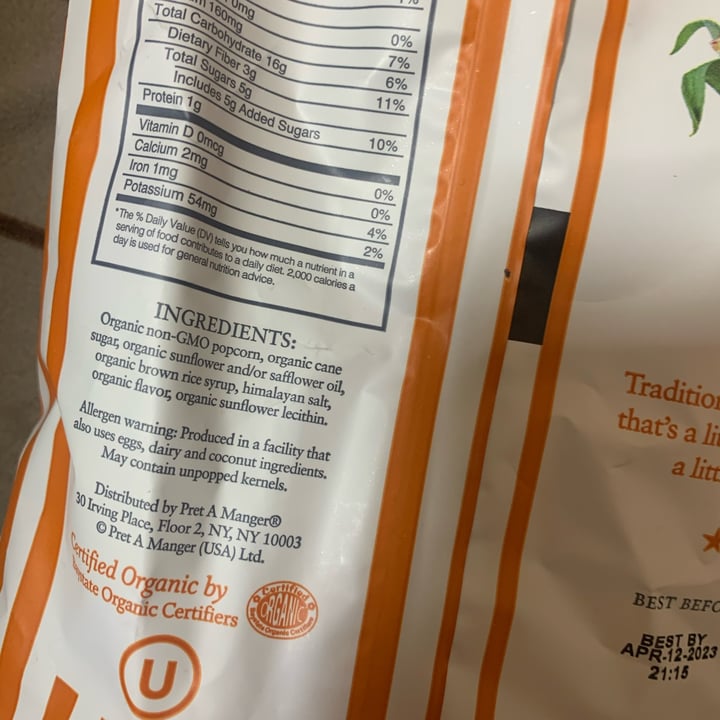 160mg
0%
Total Carbohydrate 16g
7%
Dietary Fiber 3g
6%
Total Sugars 5g
11%
Includes 5g Added Sugars
10%
Protein 1g
Vitamin D 0mcg
0%
Calcium 2mg
0%
Iron 1mg
4%
Potassium 54mg
2%
*The % Daily Value (DV) tells you how much a nutrient in a
serving of food contributes to a daily diet. 2,000 calories a
day is used for general nutrition advice.
INGREDIENTS:
Organic non-GMO popcorn, organic cane
sugar, organic sunflower and/or safflower oil,
organic brown rice syrup, himalayan salt,
organic flavor, organic sunflower lecithin.
Allergen warning: Produced in a facility that
also uses eggs, dairy and coconut ingredients.
May contain unpopped kernels.
Distributed by Pret A Manger®
30 Irving Place, Floor 2, NY, NY 10003
© Pret A Manger (USA) Ltd.
Certified Organic by
Organic Certifiers
Certified
ORGANIC
Organic Certifiers
U
that's a
a
BEST
BEST BY
APR-12-2023
21:15